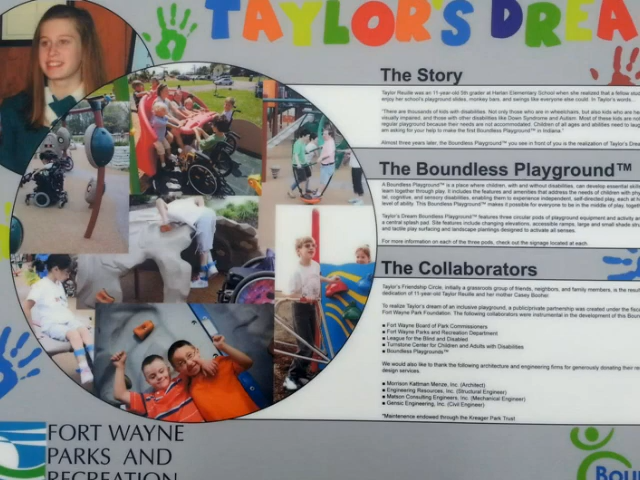 TAYLOR'S DREA
The Story
Taylor Reuille was an 11-year-old 5th grader at Harlan Elementary School when she realized that a fellow
enjoy her school's playground slides, monkey bars, and swings like everyone else could. In Taylor's words
"There are thousands of kids with disabilities. Not only those who are in wheelchairs, but also kids who are
visually impaired, and those with other disabilities like Down Syndrome and Autism. Most of these kids are
regular playground because their needs are not accommodated. Children of all ages and abilities need to
am asking for your help to make the first Boundless Playground™ in Indiana."
Almost three years later, the Boundless Playground™ you see in front of you is the realization of Taylor's
The Boundless Playground™
A Boundless Playground™ is a place where children, with and without disabilities, can develop essential
learn together through play. It includes the features and amenities that address the needs of children with
cognitive, and sensory disabilities, enabling them to experience independent, self-directed play, each at
level of ability. This Boundless Playground™ makes it possible for everyone to be in the middle of play,
Taylor's Dream Boundless Playground™ features three circular pods of playground equipment and activity
a central splash pad. Site features include changing elevations, accessible ramps, large and small shade
and tactile play surfacing and landscape plantings designed to activate all senses.
For more information on each of the three pods, check out the signage located at each.
The Collaborators
Taylor's Friendship Circle, initially a grassroots group of friends, neighbors, and family members, is the
dedication of 11-year-old Taylor Reuille and her mother Casey
To realize Taylor's dream of an inclusive playground, a public/private partnership was created under the
Fort Wayne Park Foundation. The following collaborators were instrumental in the development of this
■ Fort Wayne Board of Park Commissioners
■ Fort Wayne Parks and Recreation Department
■ League for the Blind and Disabled
■ Turnstone Center for Children and Adults with Disabilities
■ Boundless Playgrounds™
We would also like to thank the following architecture and engineering firms for generously donating their
design services.
■ Morrison Kattman Menze, Inc. (Architect)
■ Engineering Resources, Inc. (Structural Engineer)
■ Matson Consulting Engineers, Inc. (Mechanical Engineer)
■ Gensic Engineering, Inc. (Civil Engineer)
*Maintenence endowed through the Kreager Park Trust
FORT WAYNE
PARKS AND
RECREATION
Boun